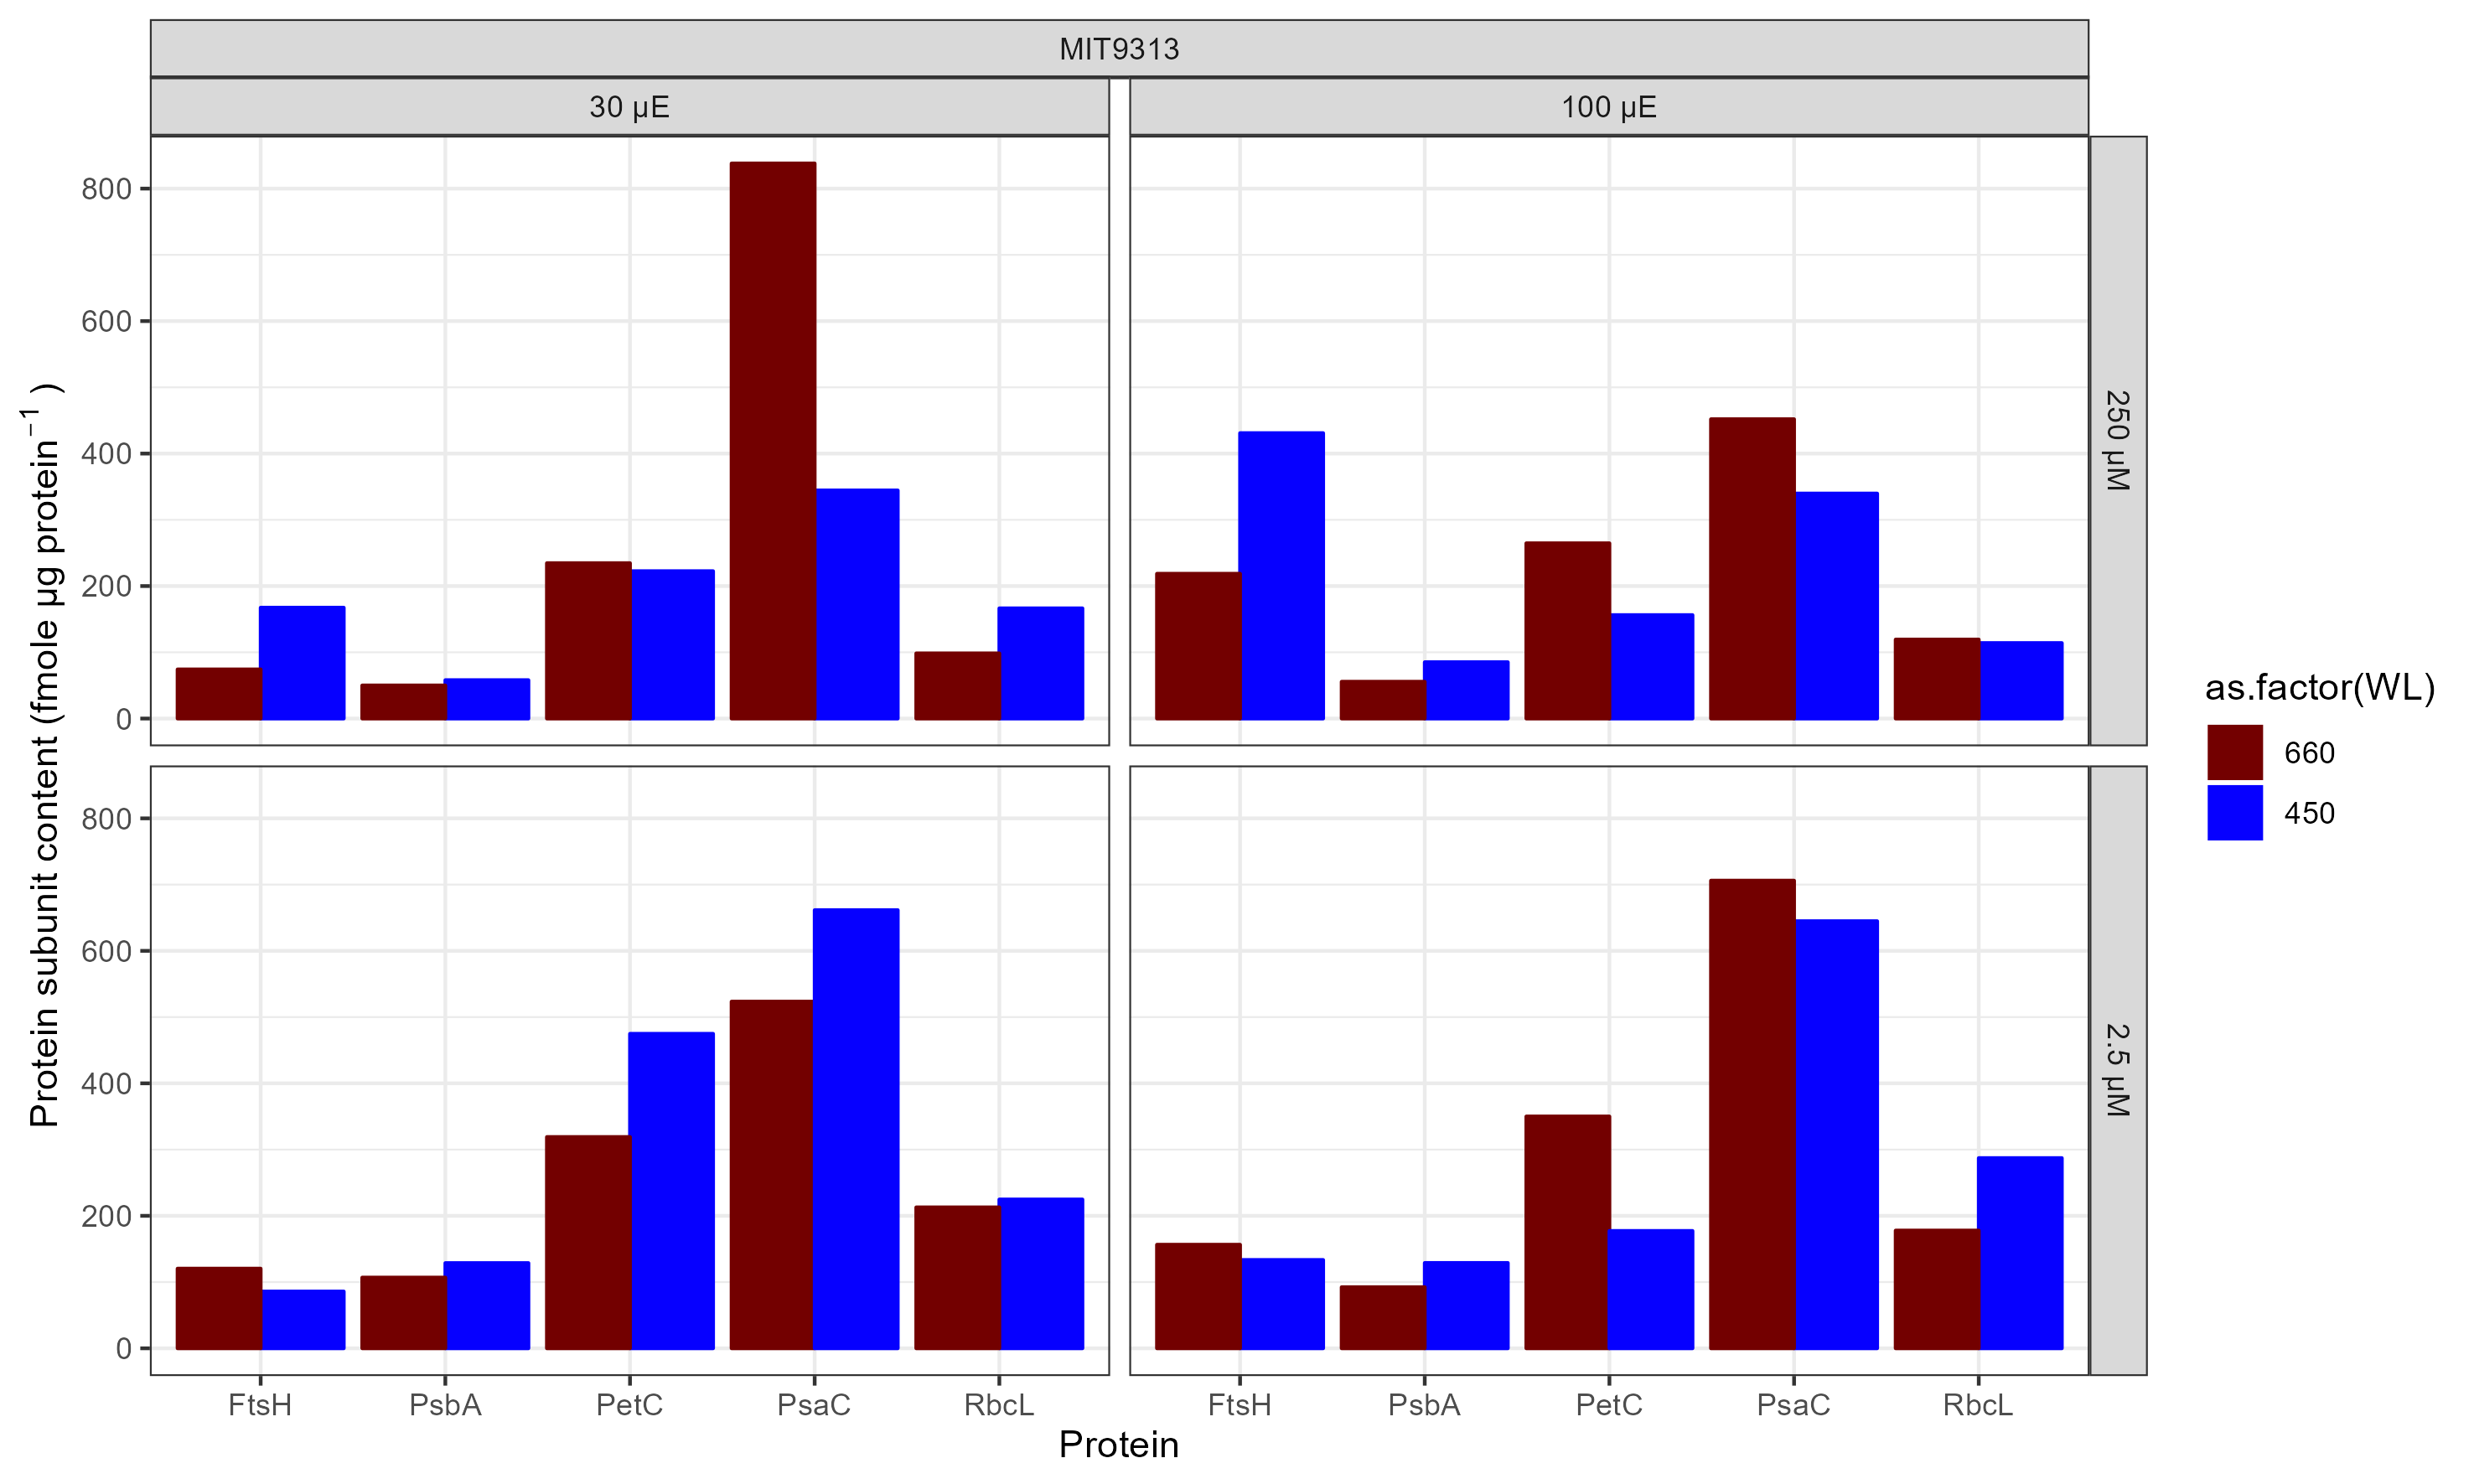 MIT9313
30 µE
100 µE
800
600
400
200
0
250 µM
800
600
400
200
0
2.5 µM
Protein subunit content (fmole µg protein⁻¹ )
FtsH PsbA PetC PsaC RbcL
FtsH PsbA PetC PsaC RbcL
Protein
as.factor(WL)
660
450